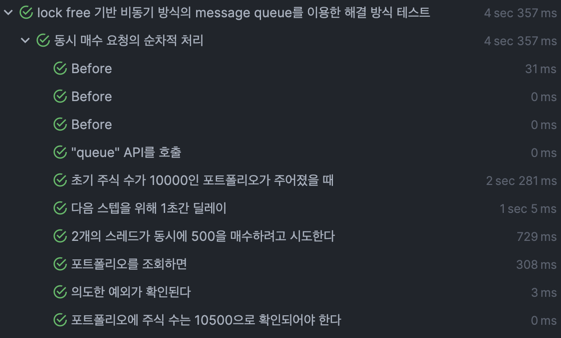 lock free 기반 비동기 방식의 message queue를 이용한 해결 방식 테스트 4 sec 357 ms
동시 매수 요청의 순차적 처리 4 sec 357 ms
Before 31 ms
Before 0 ms
Before 0 ms
"queue" API를 호출 0 ms
초기 주식 수가 10000인 포트폴리오가 주어졌을 때 2 sec 281 ms
다음 스텝을 위해 1초간 딜레이 1 sec 5 ms
2개의 스레드가 동시에 500을 매수하려고 시도한다 729 ms
포트폴리오를 조회하면 308 ms
의도한 예외가 확인된다 3 ms
포트폴리오에 주식 수는 10500으로 확인되어야 한다 0 ms